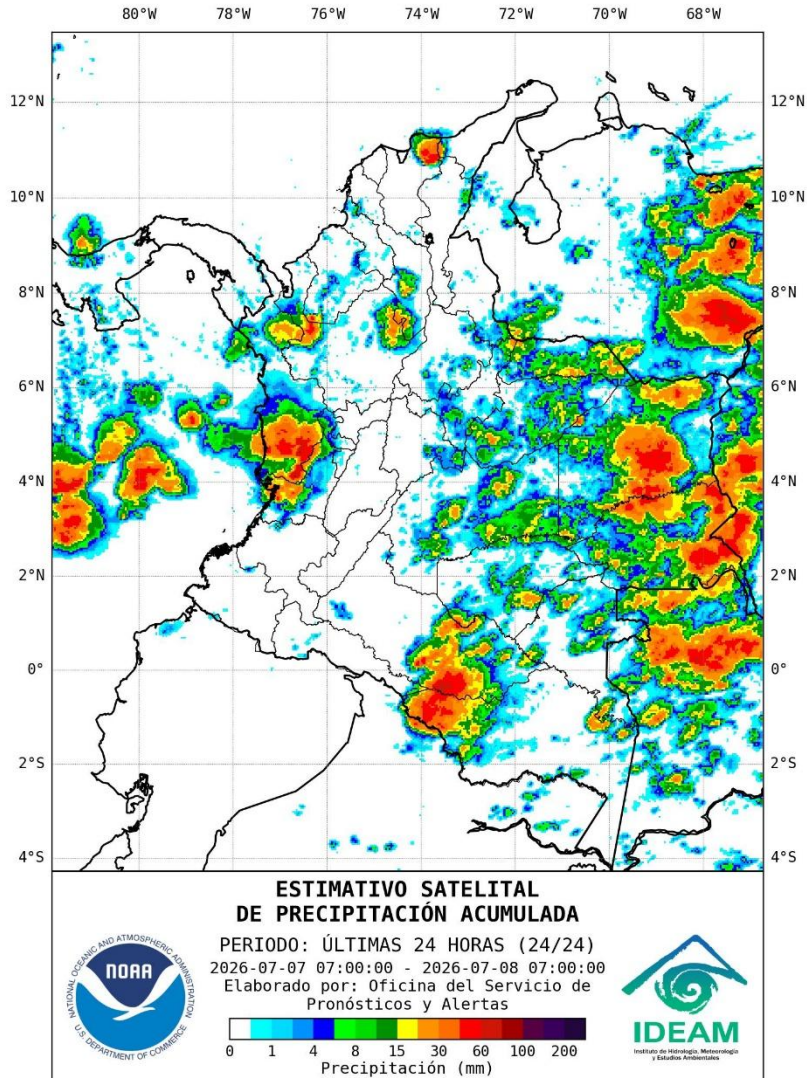 80°W 78°W 76°W 74°W 72°W 70°W 68°W
12°N 12°N
10°N 10°N
8°N 8°N
6°N 6°N
4°N 4°N
2°N 2°N
0° 0°
2°S 2°S
4°S 4°S
ESTIMATIVO SATELITAL
DE PRECIPITACIÓN ACUMULADA
PERIODO: ÚLTIMAS 24 HORAS (24/24)
2026-07-07 07:00:00 - 2026-07-08 07:00:00
Elaborado por: Oficina del Servicio de
Pronósticos y Alertas
0 1 4 8 15 30 60 100 200
Precipitación (mm)
NATIONAL OCEANIC AND ATMOSPHERIC ADMINISTRATION
NOAA
U.S. DEPARTMENT OF COMMERCE
IDEAM
Instituto de Hidrología, Meteorología
y Estudios Ambientales